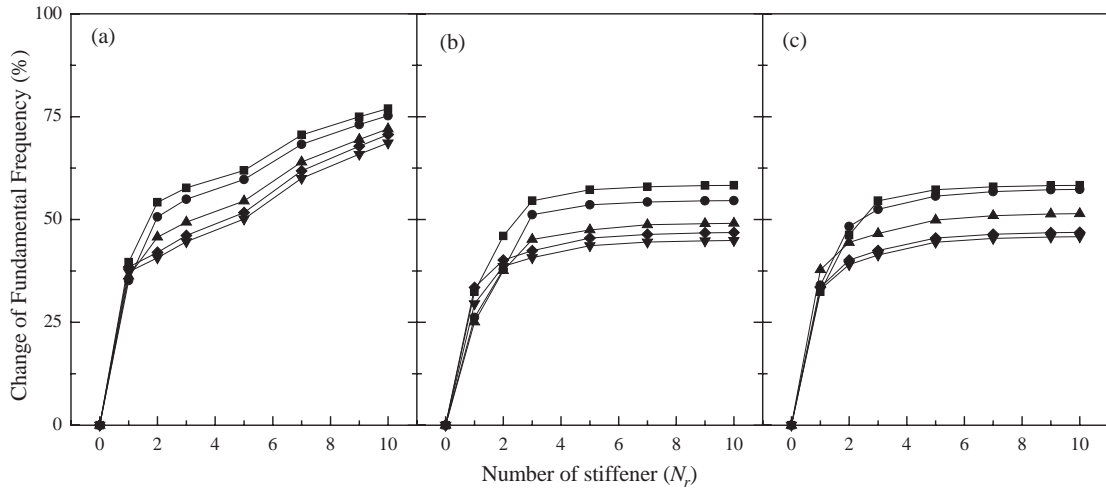 100
75
50
25
0
Change of Fundamental Frequency (%)
(a)
(b)
(c)
0 2 4 6 8 10
0 2 4 6 8 10
0 2 4 6 8 10
Number of stiffener (Nr)